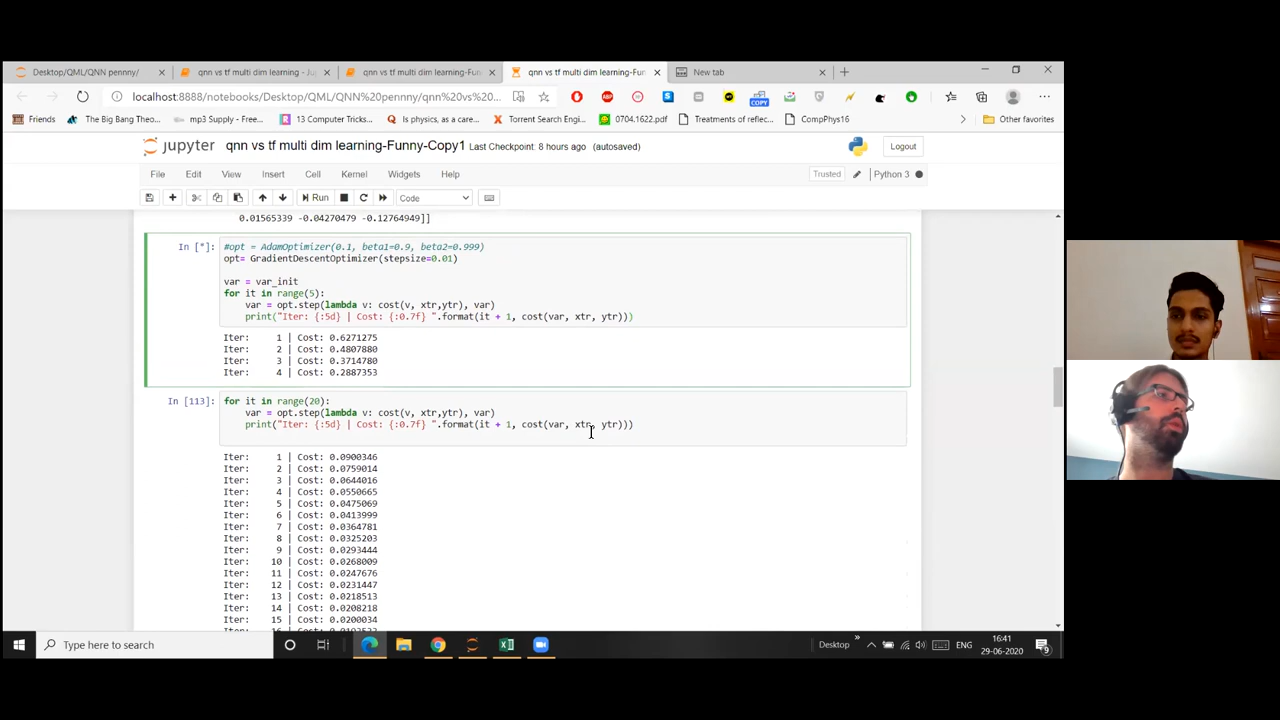 Desktop/QML/QNN pennny/
qnn vs tf multi dim learning - Ju
qnn vs tf multi dim learning-Fun
qnn vs tf multi dim learning-Fun
New tab
localhost:8888/notebooks/Desktop/QML/QNN%20pennny/qnn%20vs%20...
Friends
The Big Bang Theo...
mp3 Supply - Free...
13 Computer Tricks...
Is physics, as a care...
Torrent Search Engi...
0704.1622.pdf
Treatments of reflec...
CompPhys16
Other favorites
jupyter qnn vs tf multi dim learning-Funny-Copy1 Last Checkpoint: 8 hours ago (autosaved)
Logout
File Edit View Insert Cell Kernel Widgets Help
Trusted
Python 3
Run
Code
0.01565339 -0.04270479 -0.12764949]]
In [*]: #opt = AdamOptimizer(0.1, beta1=0.9, beta2=0.999)
opt= GradientDescentOptimizer(stepsize=0.01)
var = var_init
for it in range(5):
var = opt.step(lambda v: cost(v, xtr,ytr), var)
print("Iter: {:5d} | Cost: {:0.7f} ".format(it + 1, cost(var, xtr, ytr)))
Iter: 1 | Cost: 0.6271275
Iter: 2 | Cost: 0.4807880
Iter: 3 | Cost: 0.3714780
Iter: 4 | Cost: 0.2887353
In [113]: for it in range(20):
var = opt.step(lambda v: cost(v, xtr,ytr), var)
print("Iter: {:5d} | Cost: {:0.7f} ".format(it + 1, cost(var, xtr, ytr)))
Iter: 1 | Cost: 0.0900346
Iter: 2 | Cost: 0.0759014
Iter: 3 | Cost: 0.0644016
Iter: 4 | Cost: 0.0550665
Iter: 5 | Cost: 0.0475069
Iter: 6 | Cost: 0.0413999
Iter: 7 | Cost: 0.0364781
Iter: 8 | Cost: 0.0325203
Iter: 9 | Cost: 0.0293444
Iter: 10 | Cost: 0.0268009
Iter: 11 | Cost: 0.0247676
Iter: 12 | Cost: 0.0231447
Iter: 13 | Cost: 0.0218513
Iter: 14 | Cost: 0.0208218
Iter: 15 | Cost: 0.0200034
Type here to search
Desktop
ENG
16:41
29-06-2020